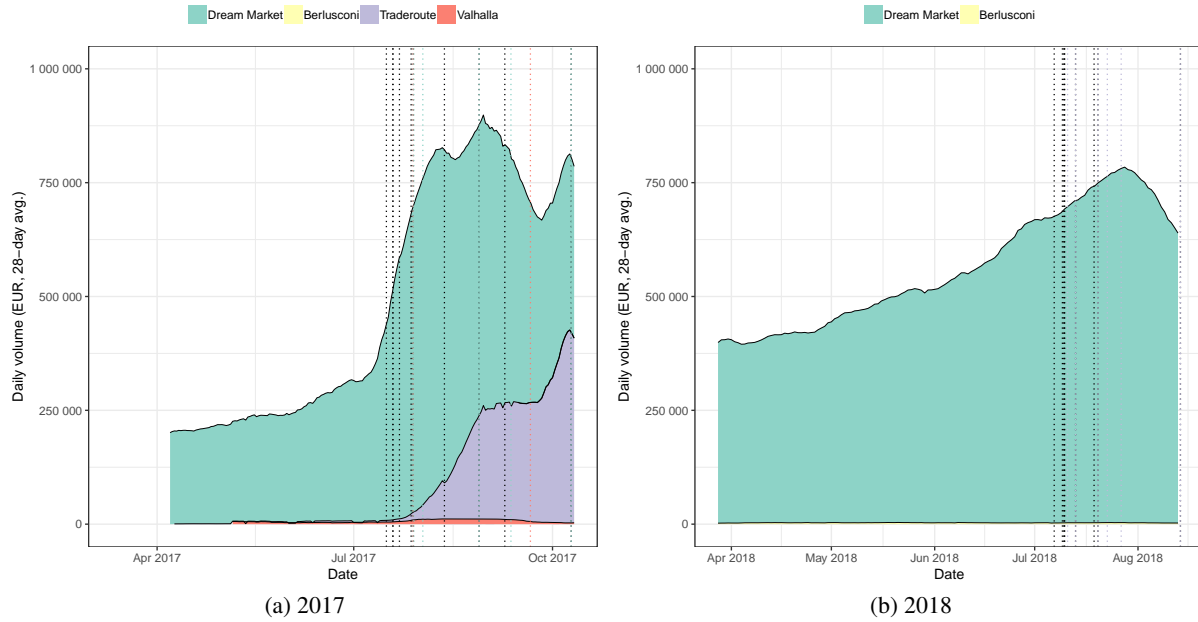 Dream Market Berlusconi Traderoute Valhalla
1 000 000
750 000
500 000
250 000
0
Daily volume (EUR, 28−day avg.)
Apr 2017 Jul 2017 Oct 2017
Date
(a) 2017
Dream Market Berlusconi
1 000 000
750 000
500 000
250 000
0
Daily volume (EUR, 28−day avg.)
Apr 2018 May 2018 Jun 2018 Jul 2018 Aug 2018
Date
(b) 2018